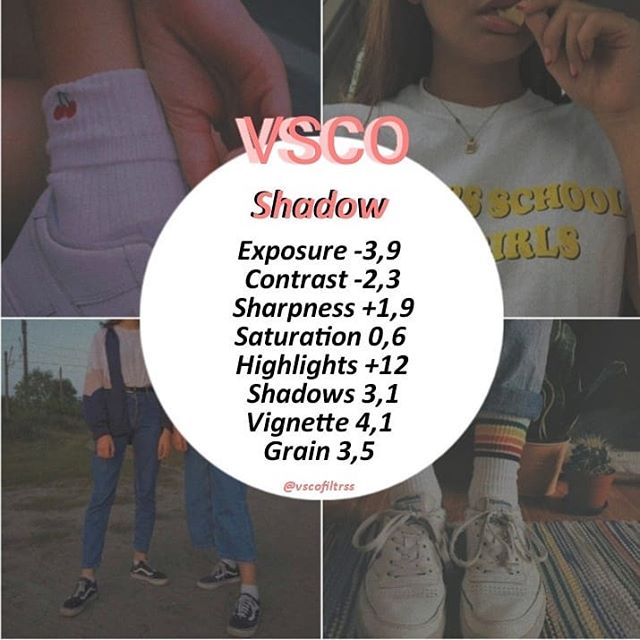 VSCO
'S SCHOOL
GIRLS
Shadow
Exposure -3,9
Contrast -2,3
Sharpness +1,9
Saturation 0,6
Highlights +12
Shadows 3,1
Vignette 4,1
Grain 3,5
@vscofiltrss